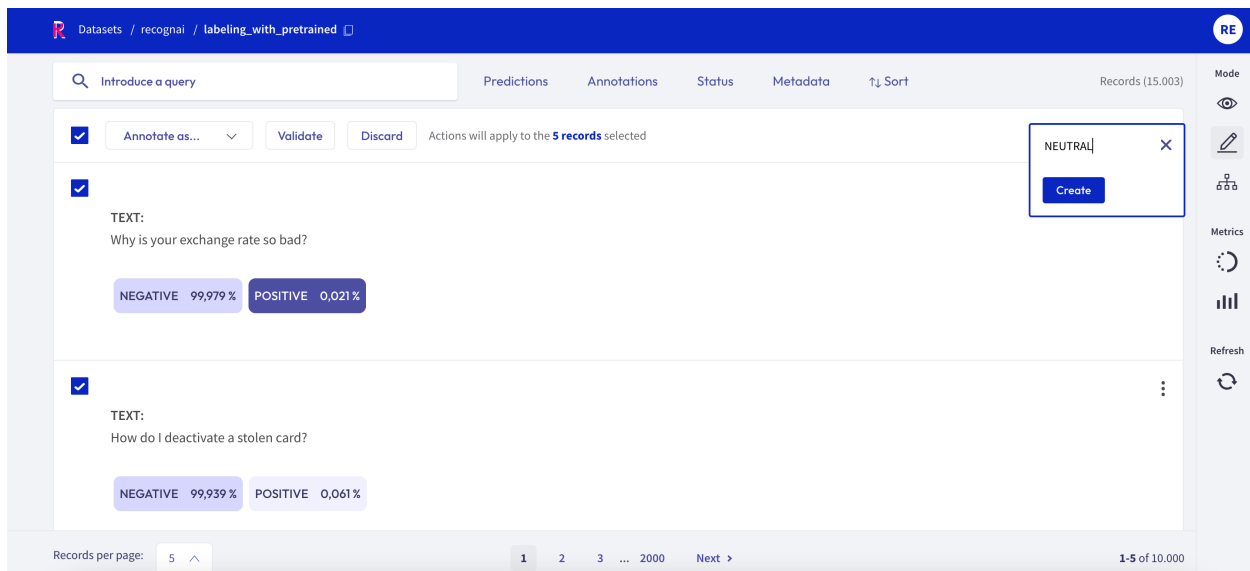 Datasets / recognai / labeling_with_pretrained
RE
Introduce a query
Predictions
Annotations
Status
Metadata
Sort
Records (15.003)
Mode
Annotate as...
Validate
Discard
Actions will apply to the 5 records selected
NEUTRAL
Create
TEXT:
Why is your exchange rate so bad?
NEGATIVE 99,979 %
POSITIVE 0,021 %
Metrics
Refresh
TEXT:
How do I deactivate a stolen card?
NEGATIVE 99,939 %
POSITIVE 0,061 %
Records per page: 5
1 2 3 ... 2000 Next >
1-5 of 10.000